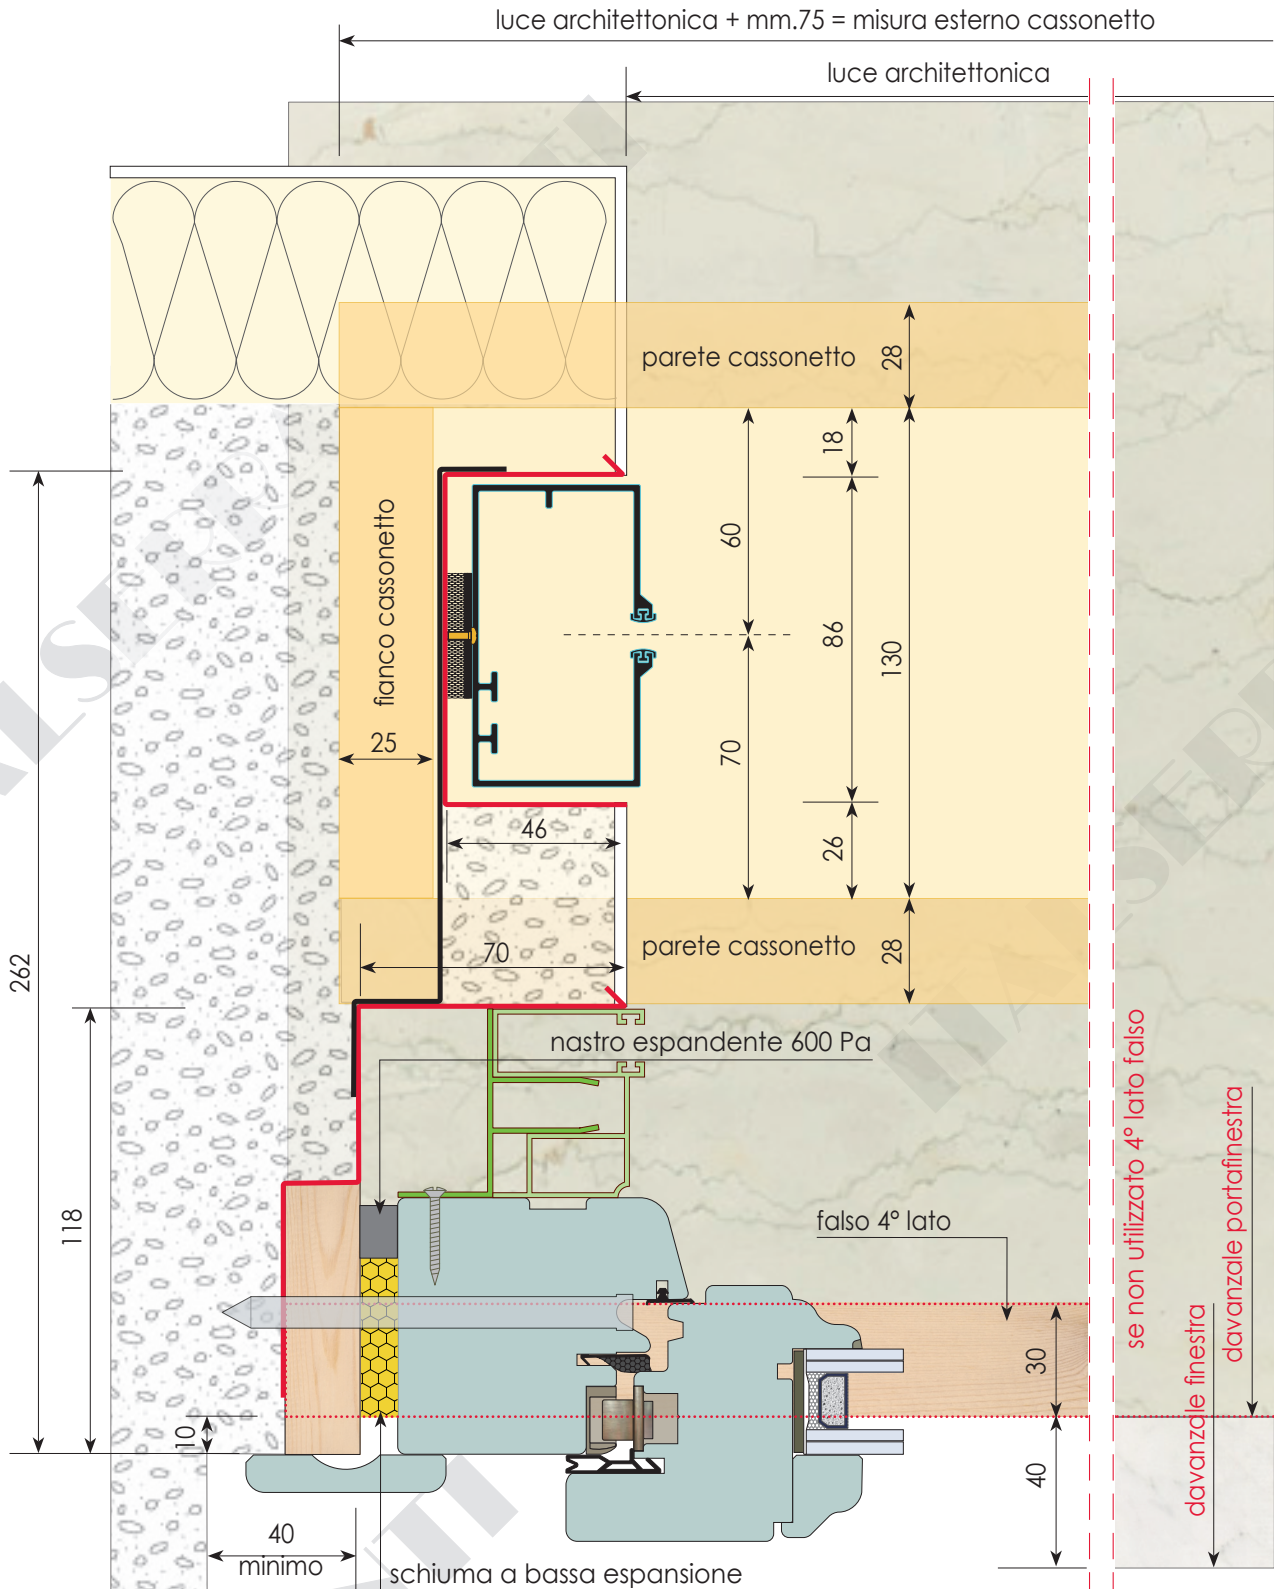 luce architettonica + mm.75 = misura esterno cassonetto
luce architettonica
parete cassonetto
28
18
60
fianco cassonetto
86
130
25
70
46
26
parete cassonetto
28
70
262
nastro espandente 600 Pa
118
falso 4° lato
se non utilizzato 4° lato falso
davanzale portafinestra
davanzale finestra
30
10
40
40
minimo
schiuma a bassa espansione